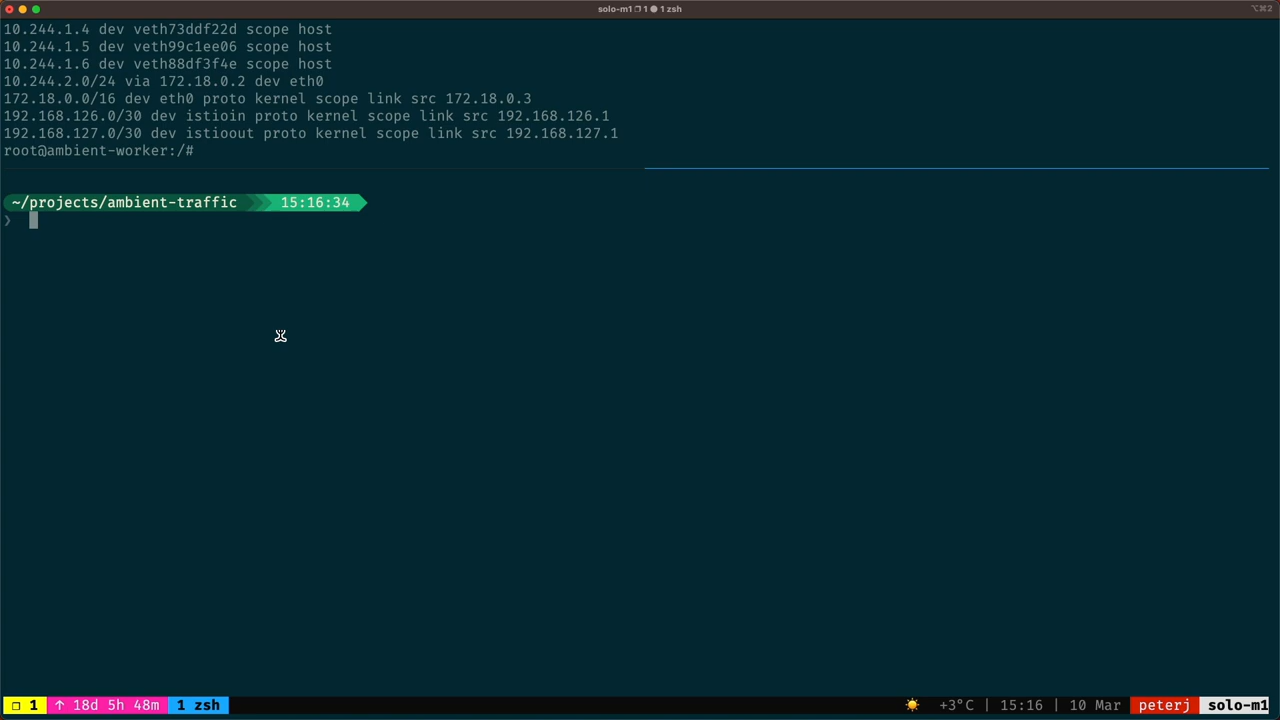 solo-m1 1 1 zsh
⌥⌘2
10.244.1.4 dev veth73ddf22d scope host
10.244.1.5 dev veth99c1ee06 scope host
10.244.1.6 dev veth88df3f4e scope host
10.244.2.0/24 via 172.18.0.2 dev eth0
172.18.0.0/16 dev eth0 proto kernel scope link src 172.18.0.3
192.168.126.0/30 dev istioin proto kernel scope link src 192.168.126.1
192.168.127.0/30 dev istioout proto kernel scope link src 192.168.127.1
root@ambient-worker:/#
~/projects/ambient-traffic 15:16:34
❯
1 ↑ 18d 5h 48m 1 zsh +3°C | 15:16 | 10 Mar peterj solo-m1